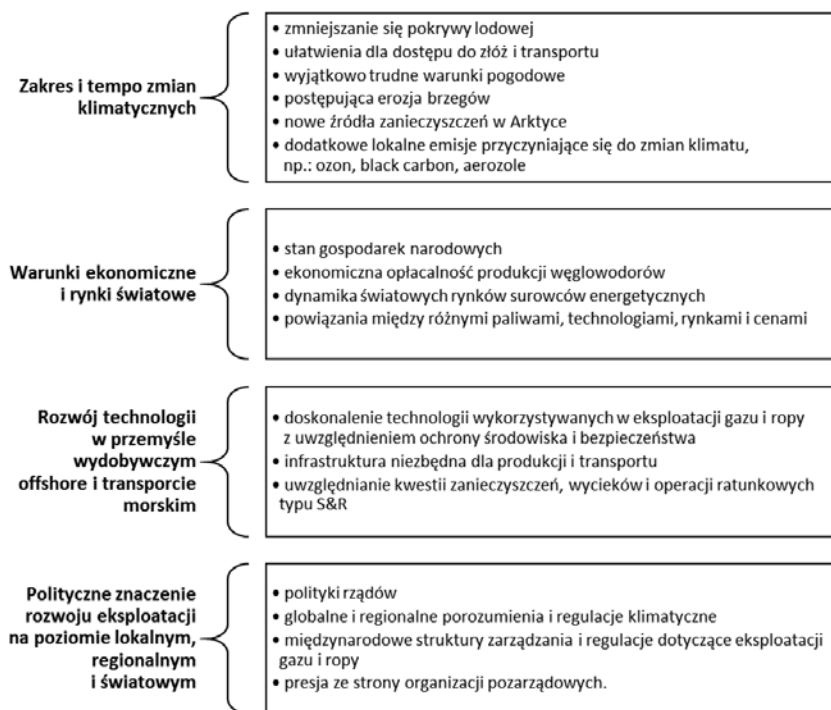 Zakres i tempo zmian
klimatycznych
• zmniejszanie się pokrywy lodowej
• ułatwienia dla dostępu do złóż i transportu
• wyjątkowo trudne warunki pogodowe
• postępująca erozja brzegów
• nowe źródła zanieczyszczeń w Arktyce
• dodatkowe lokalne emisje przyczyniające się do zmian klimatu,
np.: ozon, black carbon, aerozole
Warunki ekonomiczne
i rynki światowe
• stan gospodarek narodowych
• ekonomiczna opłacalność produkcji węglowodorów
• dynamika światowych rynków surowców energetycznych
• powiązania między różnymi paliwami, technologiami, rynkami i cenami
Rozwój technologii
w przemyśle
wydobywczym
offshore i transporcie
morskim
• doskonalenie technologii wykorzystywanych w eksploatacji gazu i ropy
z uwzględnieniem ochrony środowiska i bezpieczeństwa
• infrastruktura niezbędna dla produkcji i transportu
• uwzględnianie kwestii zanieczyszczeń, wycieków i operacji ratunkowych
typu S&R
Polityczne znaczenie
rozwoju eksploatacji
na poziomie lokalnym,
regionalnym
i światowym
• polityki rządów
• globalne i regionalne porozumienia i regulacje klimatyczne
• międzynarodowe struktury zarządzania i regulacje dotyczące eksploatacji
gazu i ropy
• presja ze strony organizacji pozarządowych.